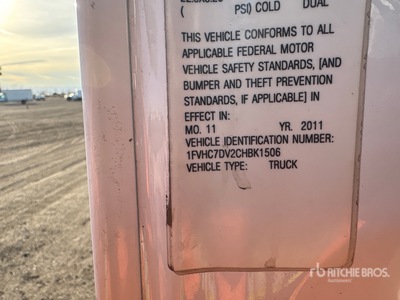 (        PSI) COLD        DUAL
THIS VEHICLE CONFORMS TO ALL
APPLICABLE FEDERAL MOTOR
VEHICLE SAFETY STANDARDS, [AND
BUMPER AND THEFT PREVENTION
STANDARDS, IF APPLICABLE] IN
EFFECT IN:
MO. 11        YR. 2011
VEHICLE IDENTIFICATION NUMBER:
1FVHC7DV2CHBK1506
VEHICLE TYPE:        TRUCK
rb RITCHIE BROS.
Auctioneers